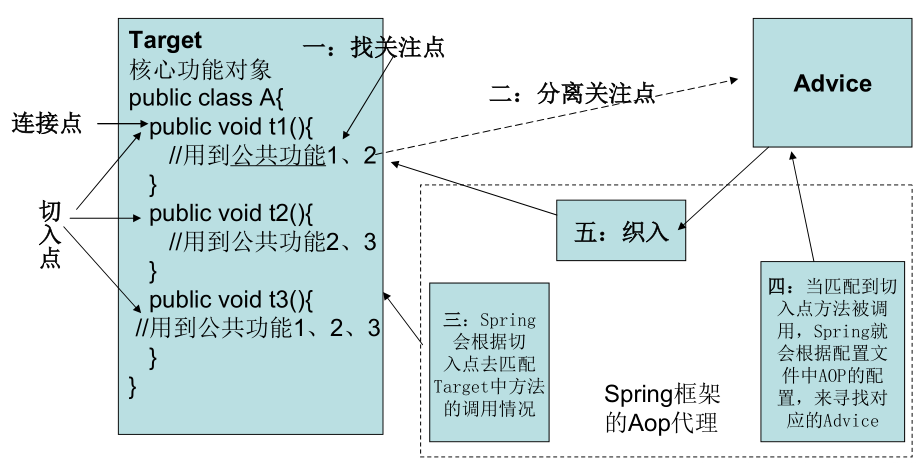 Target
核心功能对象
public class A{
public void t1(){
//用到公共功能1、2
}
public void t2(){
//用到公共功能2、3
}
public void t3(){
//用到公共功能1、2、3
}
}
一：找关注点
二：分离关注点
Advice
连接点
切
入
点
五：织入
三：Spring
会根据切
入点去匹配
Target中方法
的调用情况
Spring框架
的Aop代理
四：当匹配到切
入点方法被调
用，Spring就
会根据配置文
件中AOP的配
置，来寻找对
应的Advice